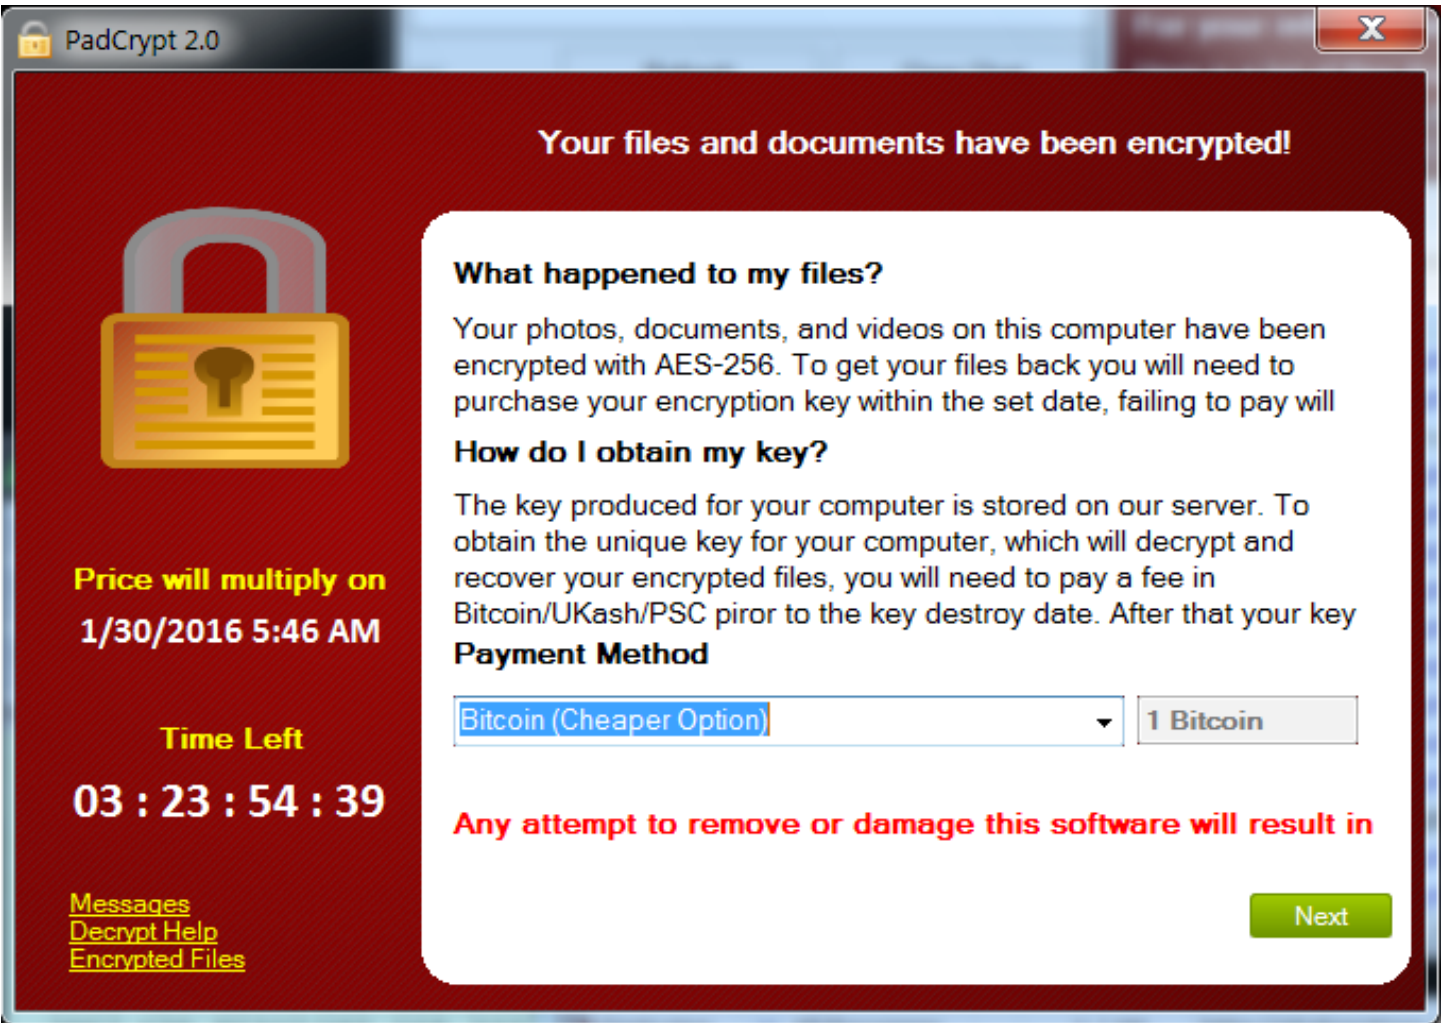 PadCrypt 2.0
X
Your files and documents have been encrypted!
What happened to my files?
Your photos, documents, and videos on this computer have been
encrypted with AES-256. To get your files back you will need to
purchase your encryption key within the set date, failing to pay will
How do I obtain my key?
The key produced for your computer is stored on our server. To
obtain the unique key for your computer, which will decrypt and
recover your encrypted files, you will need to pay a fee in
Bitcoin/UKash/PSC piror to the key destroy date. After that your key
Payment Method
Bitcoin (Cheaper Option)
1 Bitcoin
Any attempt to remove or damage this software will result in
Next
Price will multiply on
1/30/2016 5:46 AM
Time Left
03 : 23 : 54 : 39
Messages
Decrypt Help
Encrypted Files